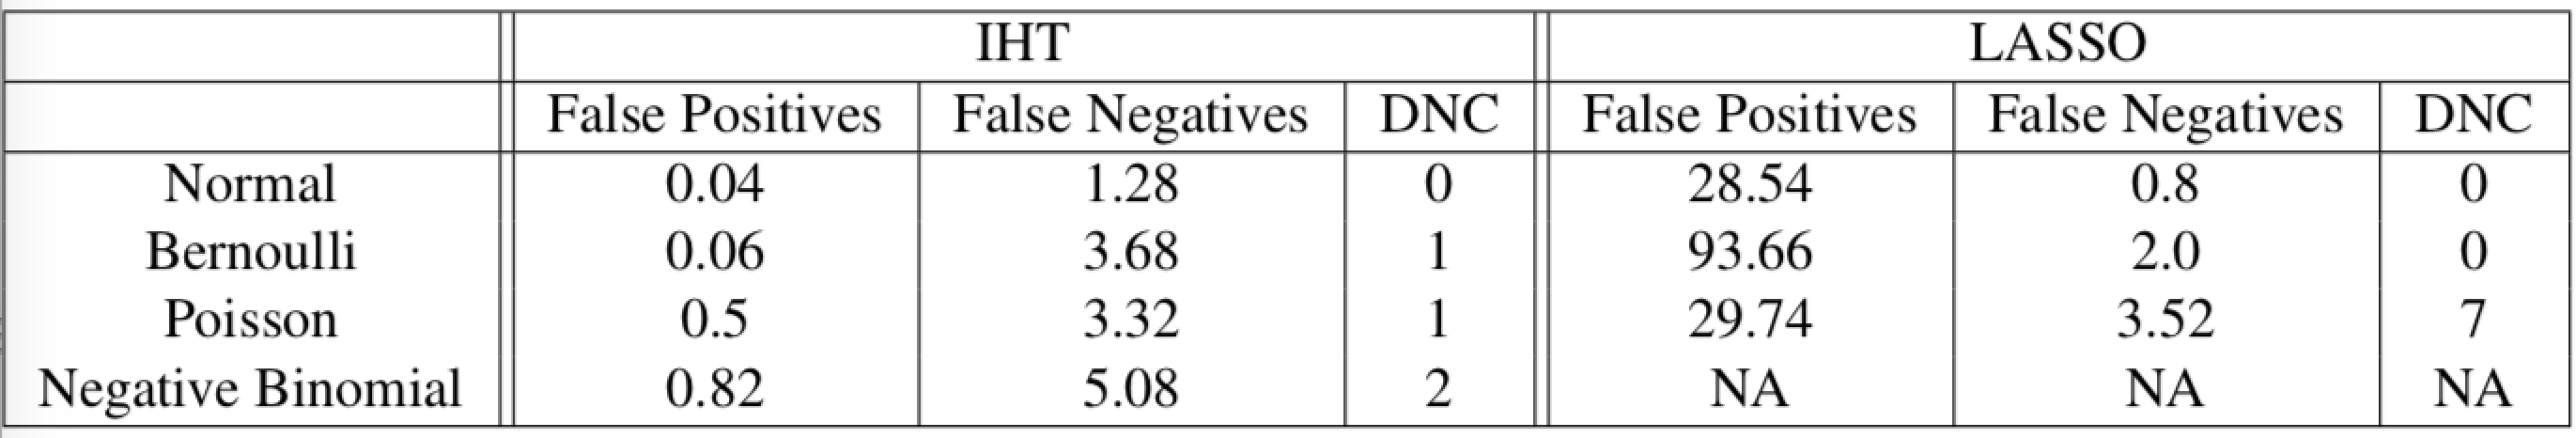 IHT LASSO
False Positives False Negatives DNC False Positives False Negatives DNC
Normal 0.04 1.28 0 28.54 0.8 0
Bernoulli 0.06 3.68 1 93.66 2.0 0
Poisson 0.5 3.32 1 29.74 3.52 7
Negative Binomial 0.82 5.08 2 NA NA NA